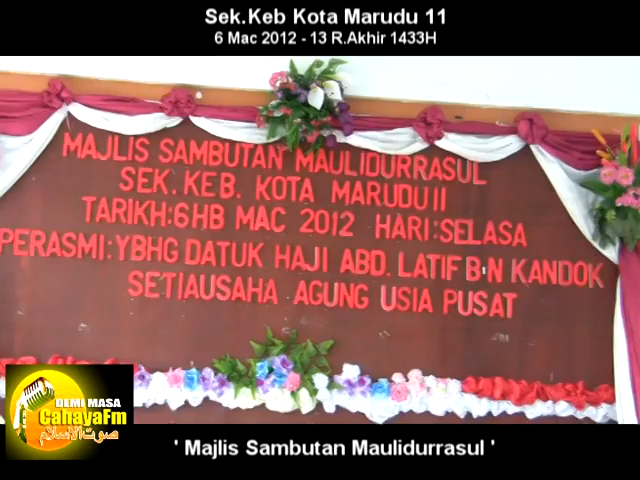 Sek.Keb Kota Marudu 11
6 Mac 2012 - 13 R.Akhir 1433H
MAJLIS SAMBUTAN MAULIDURRASUL
SEK. KEB. KOTA MARUDU II
TARIKH:6HB MAC 2012 HARI:SELASA
PERASMI:YBHG DATUK HAJI ABD. LATIF B·N KANDOK
SETIAUSAHA AGUNG USIA PUSAT
DEMI MASA
CahayaFm
صوت الاسلام
' Majlis Sambutan Maulidurrasul '